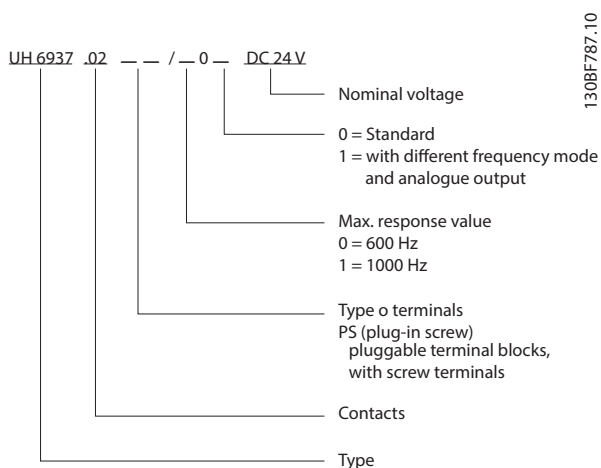 UH 6937 .02 _ _ / _ 0 _ DC 24 V
Nominal voltage
0 = Standard
1 = with different frequency mode
and analogue output
Max. response value
0 = 600 Hz
1 = 1000 Hz
Type o terminals
PS (plug-in screw)
pluggable terminal blocks,
with screw terminals
Contacts
Type
130BF787.10